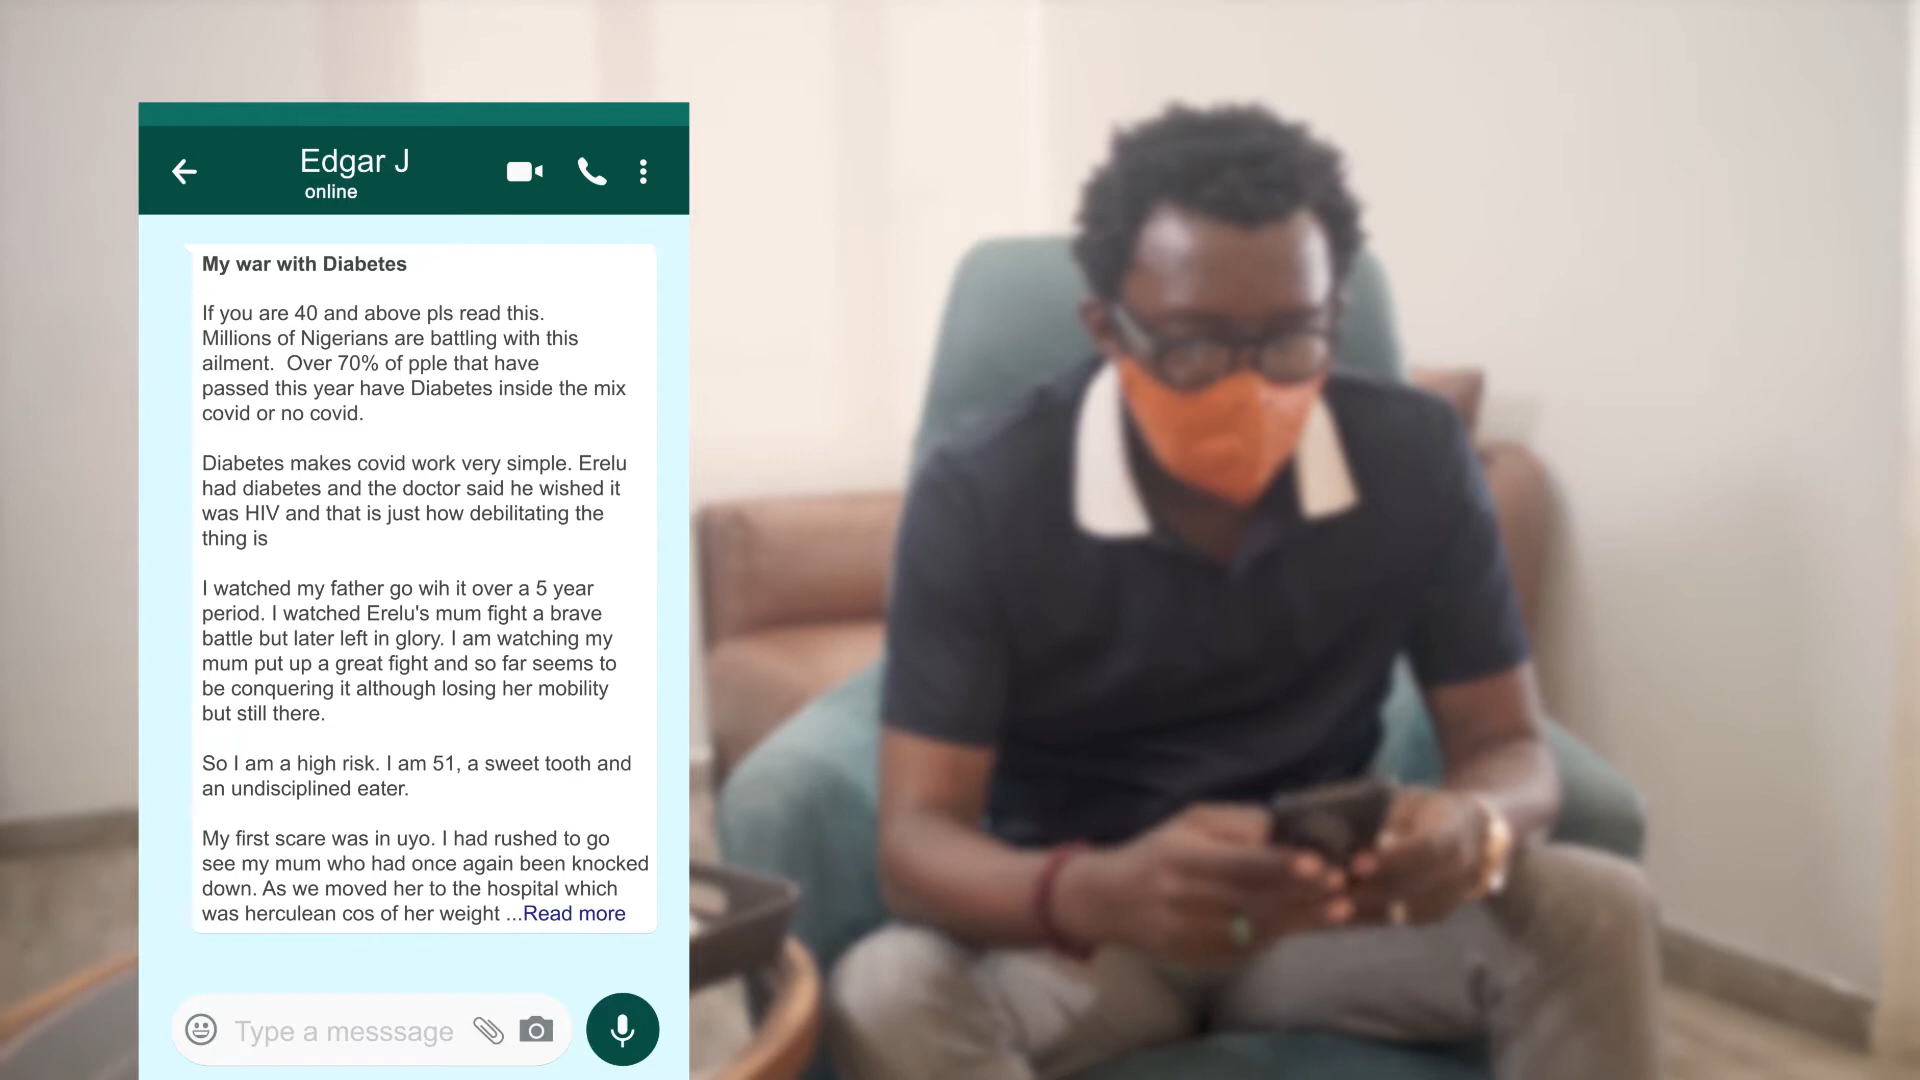 Edgar J
online
My war with Diabetes
If you are 40 and above pls read this.
Millions of Nigerians are battling with this
ailment.  Over 70% of pple that have
passed this year have Diabetes inside the mix
covid or no covid.
Diabetes makes covid work very simple. Erelu
had diabetes and the doctor said he wished it
was HIV and that is just how debilitating the
thing is
I watched my father go wih it over a 5 year
period. I watched Erelu's mum fight a brave
battle but later left in glory. I am watching my
mum put up a great fight and so far seems to
be conquering it although losing her mobility
but still there.
So I am a high risk. I am 51, a sweet tooth and
an undisciplined eater.
My first scare was in uyo. I had rushed to go
see my mum who had once again been knocked
down. As we moved her to the hospital which
was herculean cos of her weight ...Read more
Type a messsage